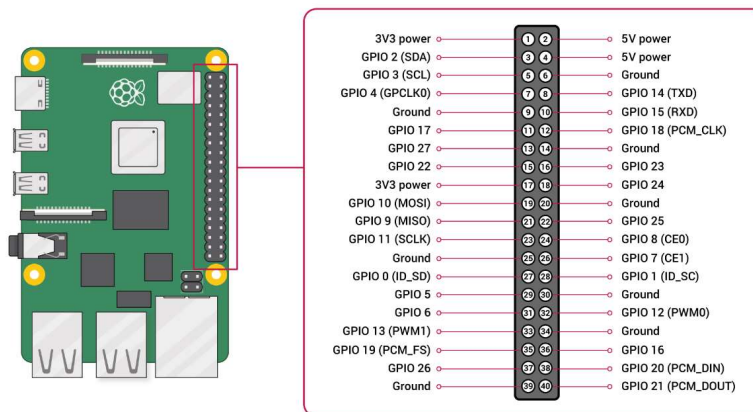 3V3 power 1 2 5V power
GPIO 2 (SDA) 3 4 5V power
GPIO 3 (SCL) 5 6 Ground
GPIO 4 (GPCLK0) 7 8 GPIO 14 (TXD)
Ground 9 10 GPIO 15 (RXD)
GPIO 17 11 12 GPIO 18 (PCM_CLK)
GPIO 27 13 14 Ground
GPIO 22 15 16 GPIO 23
3V3 power 17 18 GPIO 24
GPIO 10 (MOSI) 19 20 Ground
GPIO 9 (MISO) 21 22 GPIO 25
GPIO 11 (SCLK) 23 24 GPIO 8 (CE0)
Ground 25 26 GPIO 7 (CE1)
GPIO 0 (ID_SD) 27 28 GPIO 1 (ID_SC)
GPIO 5 29 30 Ground
GPIO 6 31 32 GPIO 12 (PWM0)
GPIO 13 (PWM1) 33 34 Ground
GPIO 19 (PCM_FS) 35 36 GPIO 16
GPIO 26 37 38 GPIO 20 (PCM_DIN)
Ground 39 40 GPIO 21 (PCM_DOUT)